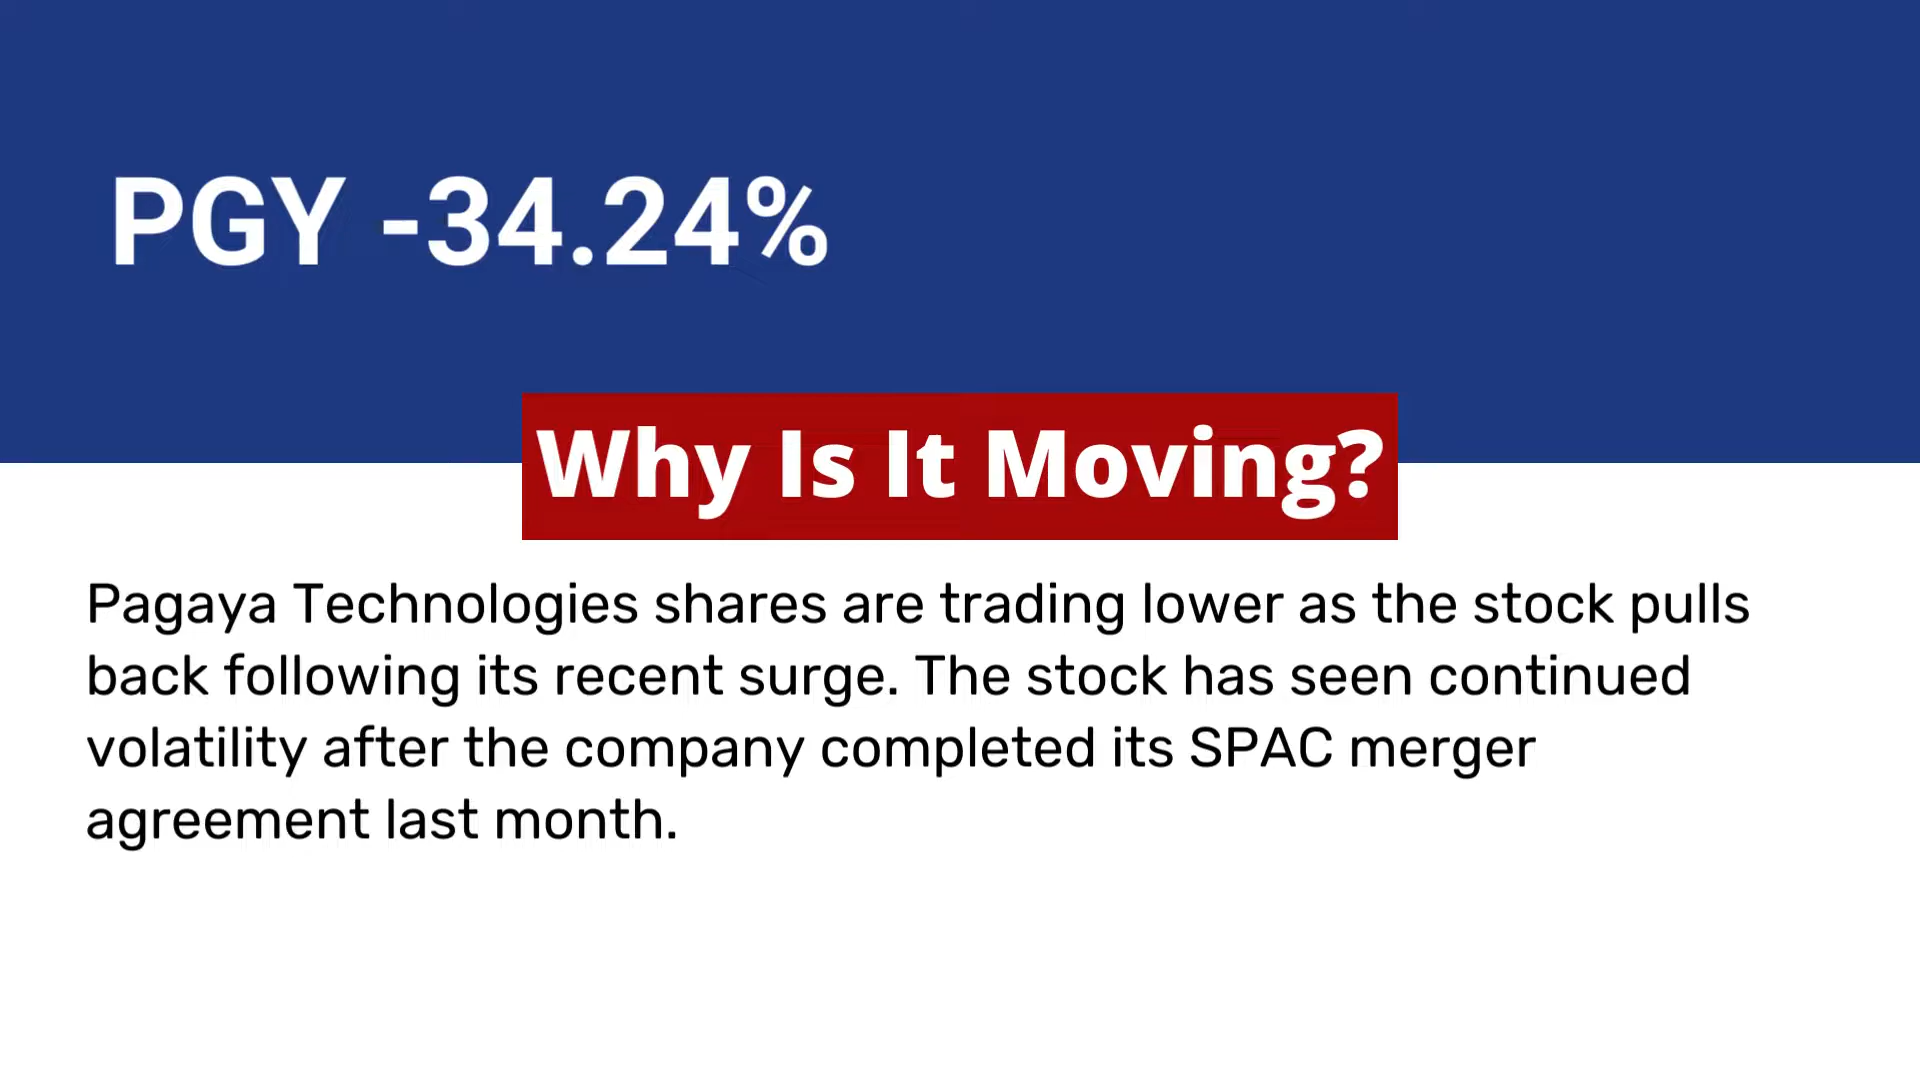 PGY -34.24%
Why Is It Moving?
Pagaya Technologies shares are trading lower as the stock pulls
back following its recent surge. The stock has seen continued
volatility after the company completed its SPAC merger
agreement last month.